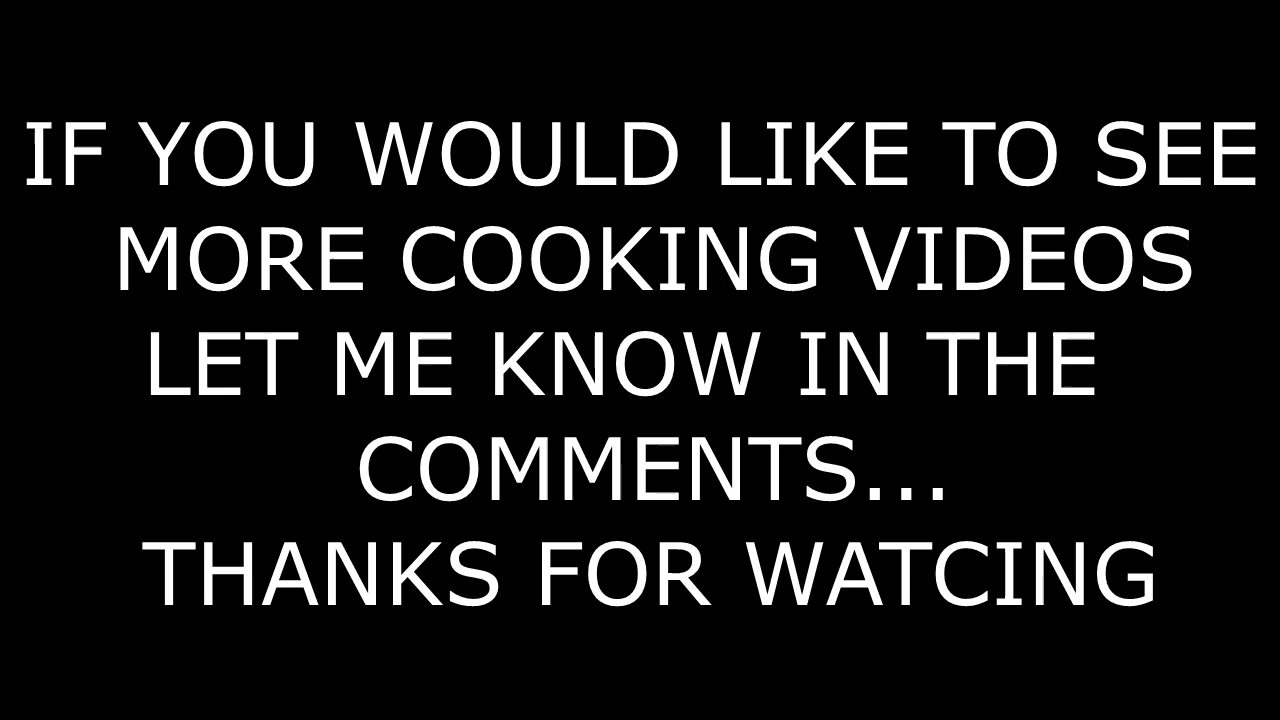 IF YOU WOULD LIKE TO SEE
MORE COOKING VIDEOS
LET ME KNOW IN THE
COMMENTS...
THANKS FOR WATCING